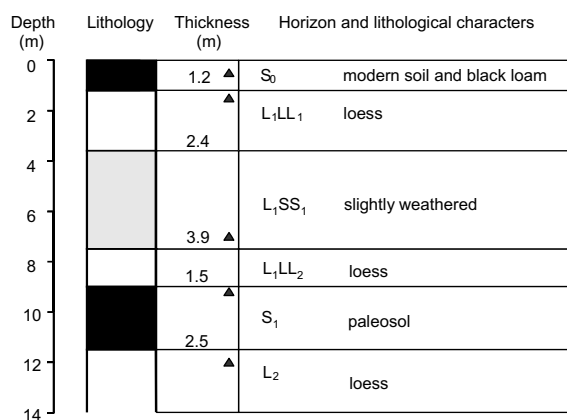 Depth (m) Lithology Thickness (m) Horizon and lithological characters
0
1.2 S₀ modern soil and black loam
2 L₁LL₁ loess
2.4
4
6 L₁SS₁ slightly weathered
3.9
8 1.5 L₁LL₂ loess
10 S₁ paleosol
2.5
12 L₂ loess
14